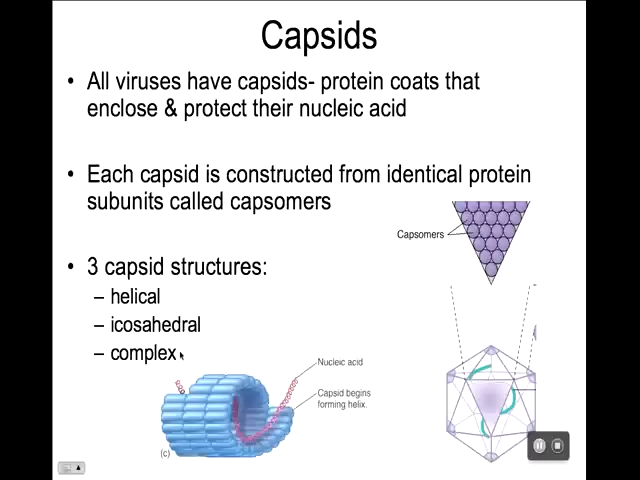 Capsids
• All viruses have capsids- protein coats that
enclose & protect their nucleic acid
• Each capsid is constructed from identical protein
subunits called capsomers
Capsomers
• 3 capsid structures:
– helical
– icosahedral
– complex
Nucleic acid
Capsid begins
forming helix.
(c)